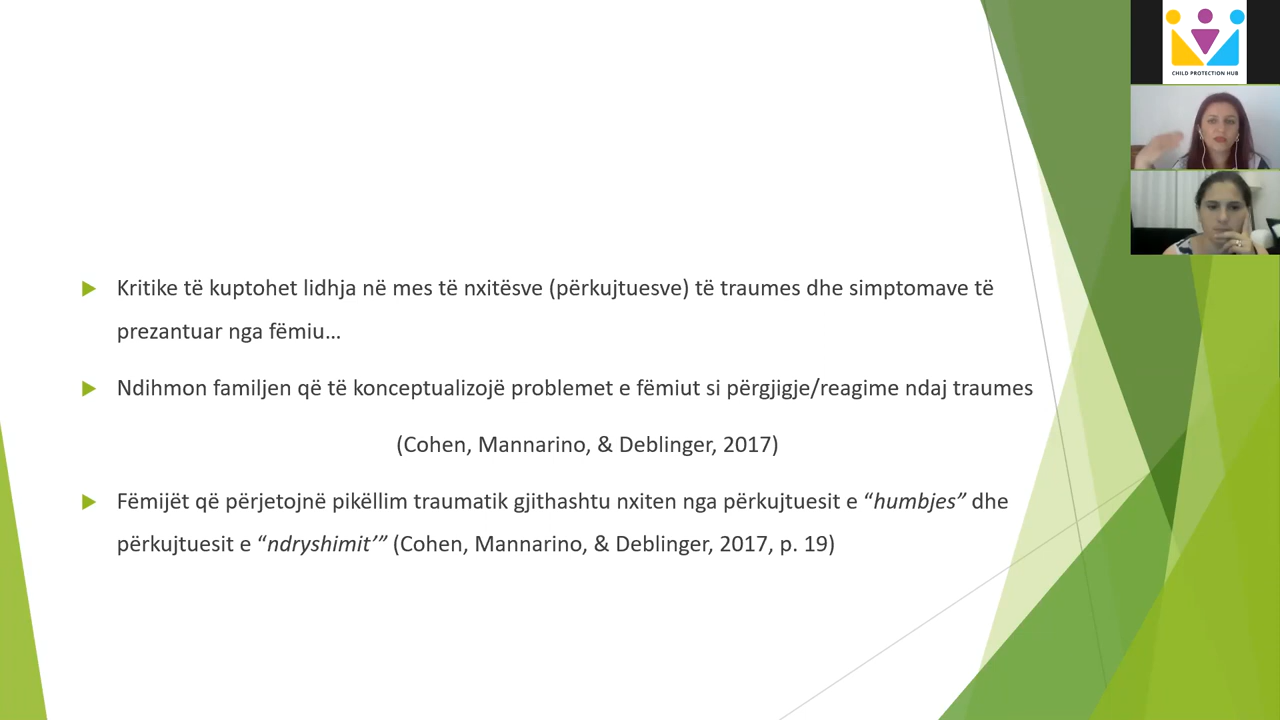 CHILD PROTECTION HUB
Kritike të kuptohet lidhja në mes të nxitësve (përkujtuesve) të traumes dhe simptomave të
prezantuar nga fëmiu…
Ndihmon familjen që të konceptualizojë problemet e fëmiut si përgjigje/reagime ndaj traumes
(Cohen, Mannarino, & Deblinger, 2017)
Fëmijët që përjetojnë pikëllim traumatik gjithashtu nxiten nga përkujtuesit e “humbjes” dhe
përkujtuesit e “ndryshimit’” (Cohen, Mannarino, & Deblinger, 2017, p. 19)